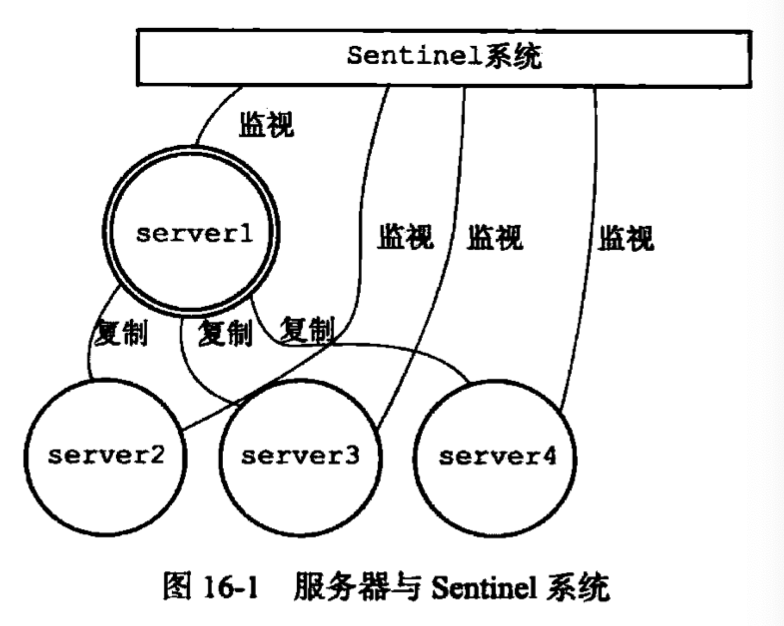 Sentinel系统
监视
server1
监视
监视
监视
复制
复制
复制
server2
server3
server4
图 16-1 服务器与 Sentinel 系统